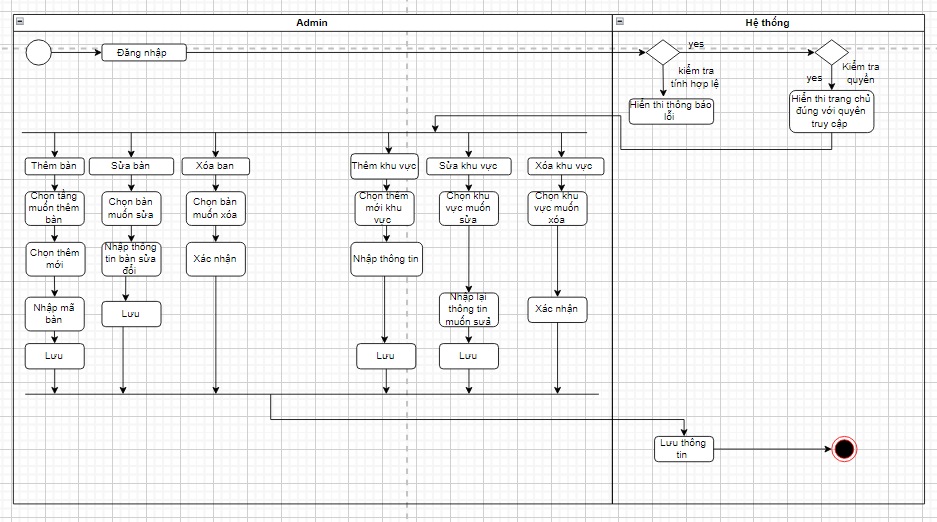 Admin
Hệ thống
Đăng nhập
yes
kiểm tra
tính hợp lệ
Kiểm tra
quyền
yes
Hiển thi thông báo
lỗi
Hiển thi trang chủ
đúng với quyên
truy cập
Thêm bàn
Sửa bàn
Xóa ban
Thêm khu vực
Sửa khu vực
Xóa khu vực
Chọn tầng
muốn thêm
bàn
Chọn bàn
muốn sửa
Chọn bàn
muốn xóa
Chọn thêm
mới khu
vực
Chọn khu
vực muốn
sửa
Chọn khu
vực muốn
xóa
Chọn thêm
mới
Nhập thông
tin bàn sửa
đổi
Xác nhận
Nhập thông tin
Nhập mã
bàn
Lưu
Nhập lại
thông tin
muốn sưả
Xác nhận
Lưu
Lưu
Lưu
Lưu thông
tin